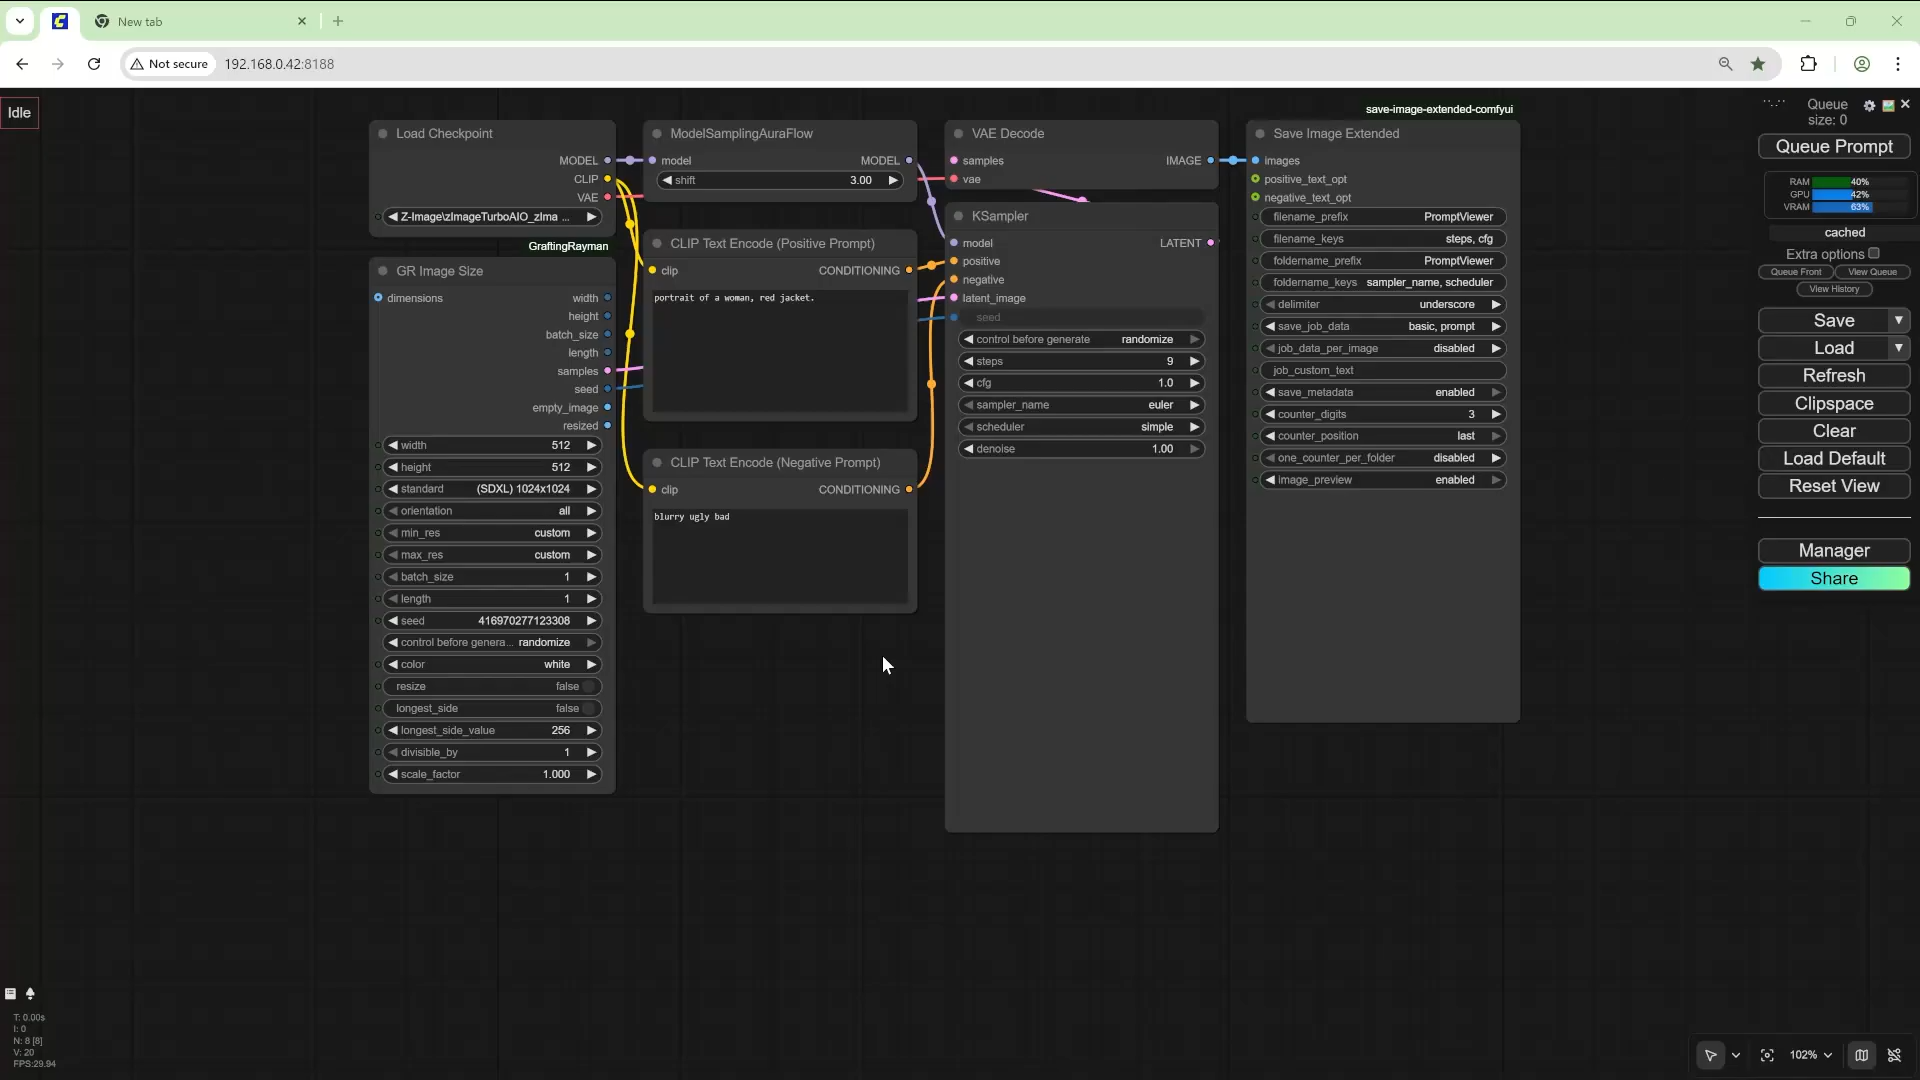 New tab
Not secure
192.168.0.42:8188
Idle
Load Checkpoint
MODEL
CLIP
VAE
Z-Image\zImageTurboAIO_zIma ...
GraftingRayman
GR Image Size
dimensions
width
height
batch_size
length
samples
seed
empty_image
resized
width 512
height 512
standard (SDXL) 1024x1024
orientation all
min_res custom
max_res custom
batch_size 1
length 1
seed 416970277123308
control before genera... randomize
color white
resize false
longest_side false
longest_side_value 256
divisible_by 1
scale_factor 1.000
ModelSamplingAuraFlow
model MODEL
shift 3.00
CLIP Text Encode (Positive Prompt)
clip CONDITIONING
portrait of a woman, red jacket.
CLIP Text Encode (Negative Prompt)
clip CONDITIONING
blurry ugly bad
VAE Decode
samples IMAGE
vae
KSampler
model LATENT
positive
negative
latent_image
seed
control before generate randomize
steps 9
cfg 1.0
sampler_name euler
scheduler simple
denoise 1.00
save-image-extended-comfyui
Save Image Extended
images
positive_text_opt
negative_text_opt
filename_prefix PromptViewer
filename_keys steps, cfg
foldername_prefix PromptViewer
foldername_keys sampler_name, scheduler
delimiter underscore
save_job_data basic, prompt
job_data_per_image disabled
job_custom_text
save_metadata enabled
counter_digits 3
counter_position last
one_counter_per_folder disabled
image_preview enabled
Queue
size: 0
Queue Prompt
RAM 40%
GPU 42%
VRAM 63%
cached
Extra options
Queue Front View Queue
View History
Save
Load
Refresh
Clipspace
Clear
Load Default
Reset View
Manager
Share
T: 0.00s
I: 0
N: 8 [8]
V: 20
FPS:29.94
102%